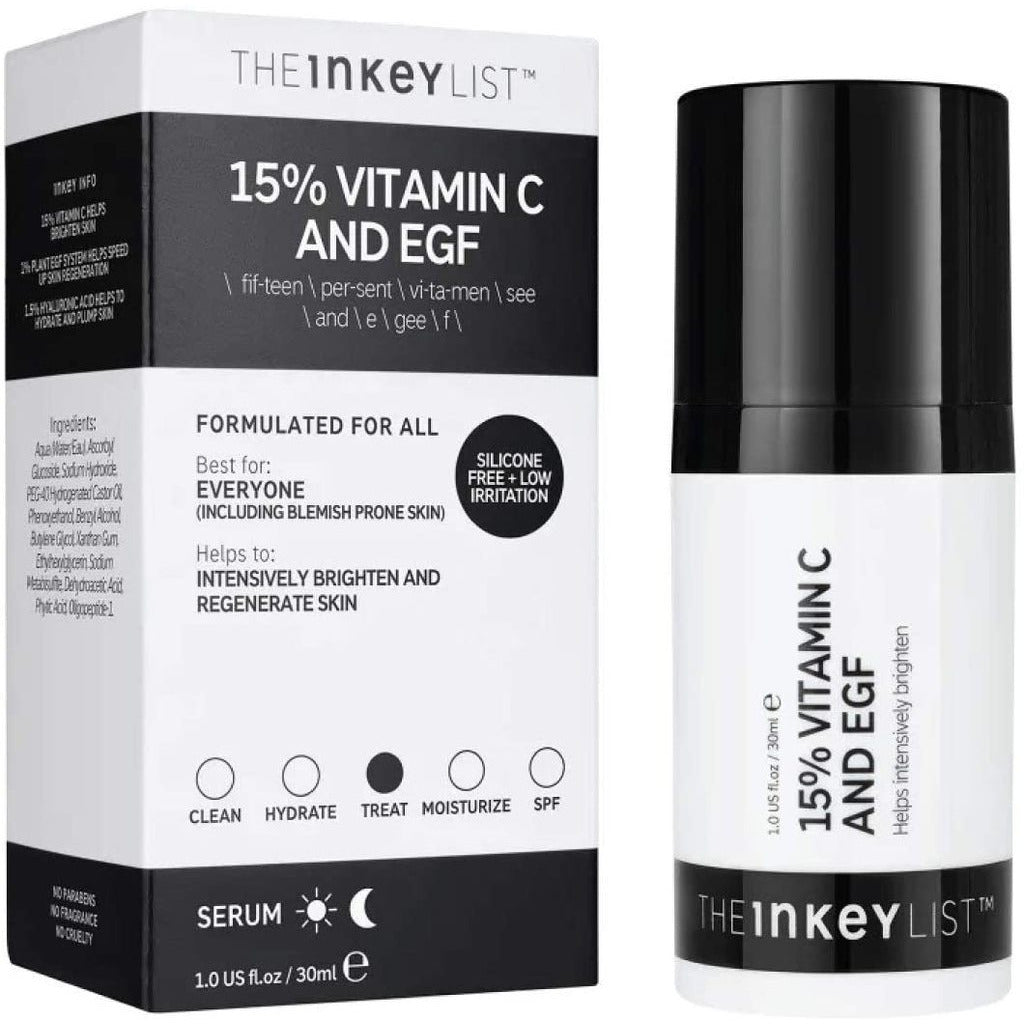 THE INKEY LIST™
15% VITAMIN C
AND EGF
\ fif-teen \ per-sent \ vi-ta-men \ see
\ and \ e \ gee \ f \
FORMULATED FOR ALL
Best for:
EVERYONE
(INCLUDING BLEMISH PRONE SKIN)
Helps to:
INTENSIVELY BRIGHTEN AND
REGENERATE SKIN
SILICONE
FREE + LOW
IRRITATION
CLEAN
HYDRATE
TREAT
MOISTURIZE
SPF
SERUM
1.0 US fl.oz / 30ml ℮
INKEY INFO
15% VITAMIN C HELPS
BRIGHTEN SKIN
1% PLANT EGF SYSTEM HELPS SPEED
UP SKIN REGENERATION
1.5% HYALURONIC ACID HELPS TO
HYDRATE AND PLUMP SKIN
Ingredients:
Aqua (Water/Eau), Ascorbyl
Glucoside, Sodium Hydroxide,
PEG-40 Hydrogenated Castor Oil,
Phenoxyethanol, Benzyl Alcohol,
Butylene Glycol, Xanthan Gum,
Ethylhexylglycerin, Sodium
Metabisulfite, Dehydroacetic Acid,
Phytic Acid, Oligopeptide-1.
NO PARABENS
NO FRAGRANCE
NO CRUELTY
1.0 US fl.oz / 30ml ℮
15% VITAMIN C
AND EGF
Helps intensively brighten
THE INKEY LIST™